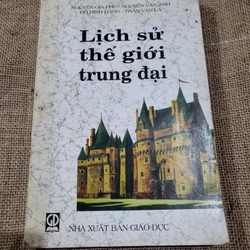 NGUYỄN GIA PHU - NGUYỄN VĂN ÁNH
ĐỖ ĐÌNH HÃNG - TRẦN VĂN LA
Lịch sử
thế giới
trung đại
NHÀ XUẤT BẢN GIÁO DỤC